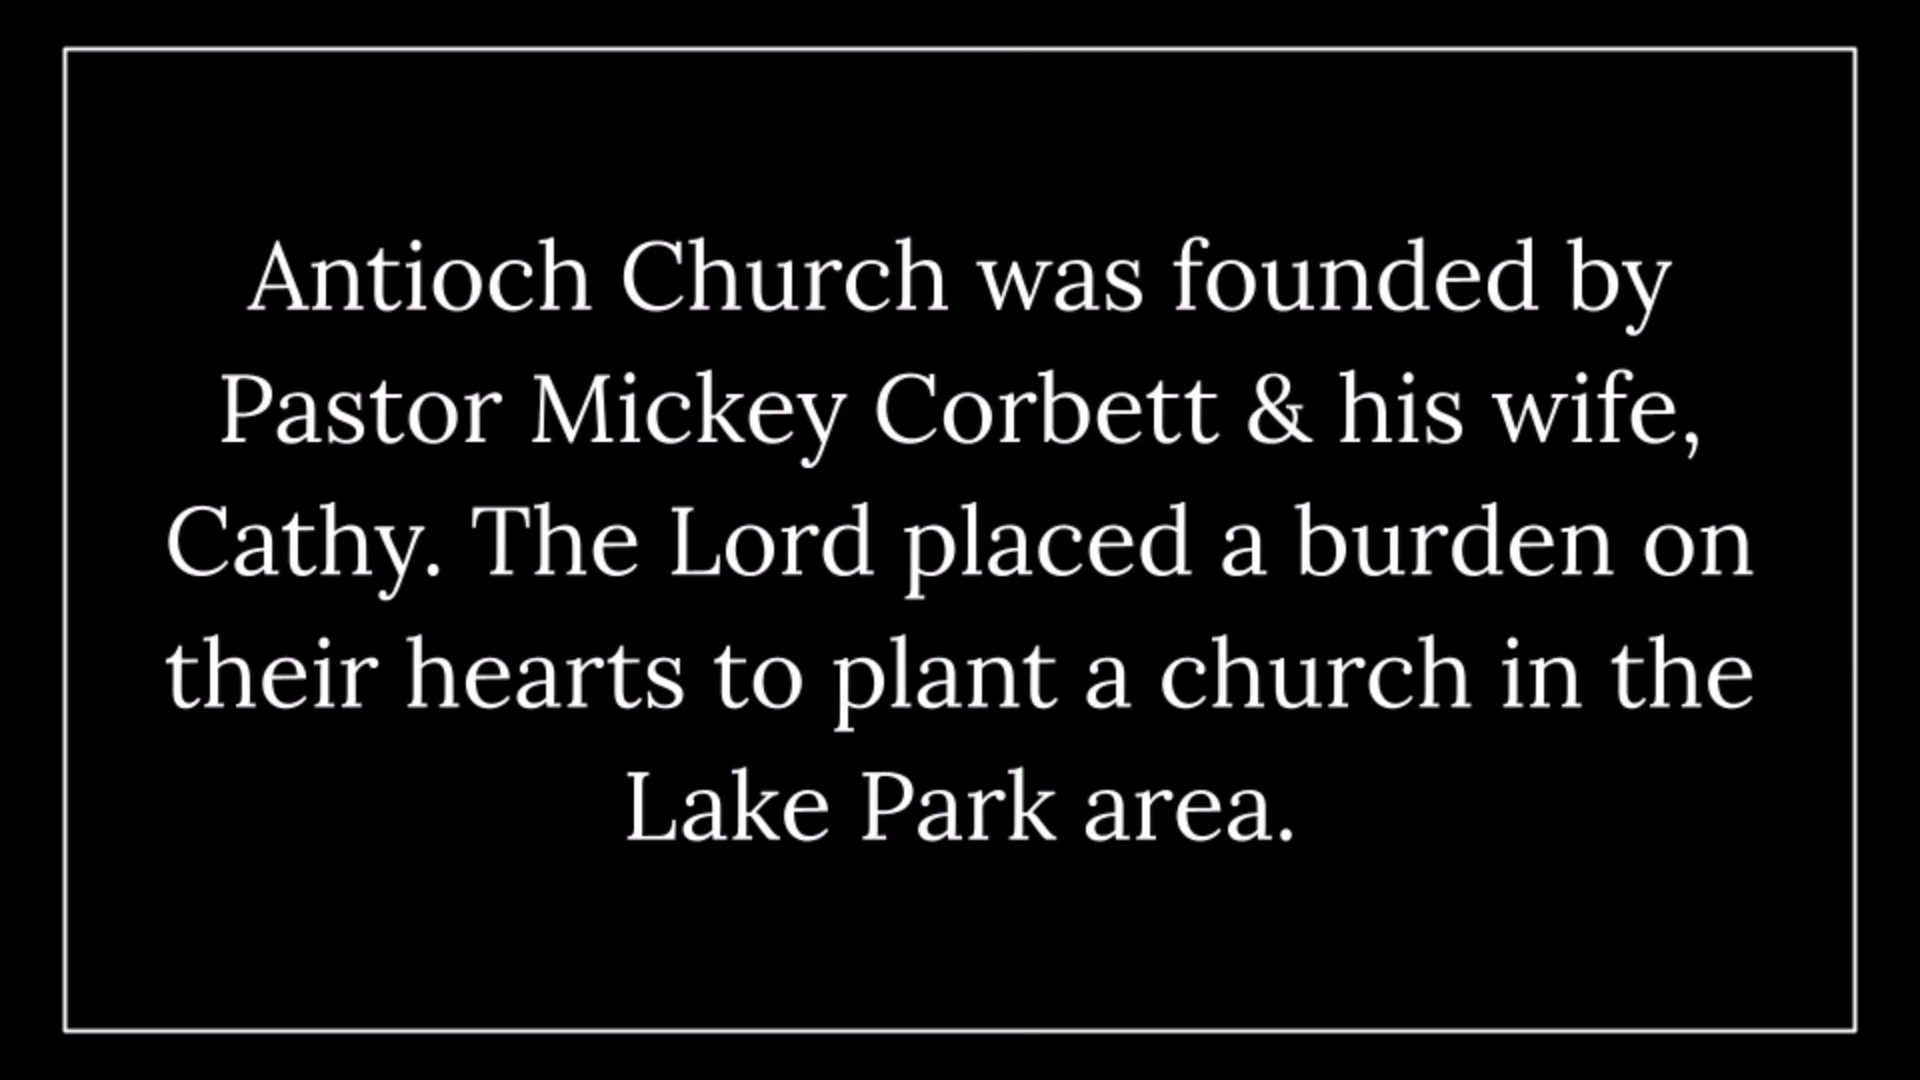 Antioch Church was founded by
Pastor Mickey Corbett & his wife,
Cathy. The Lord placed a burden on
their hearts to plant a church in the
Lake Park area.